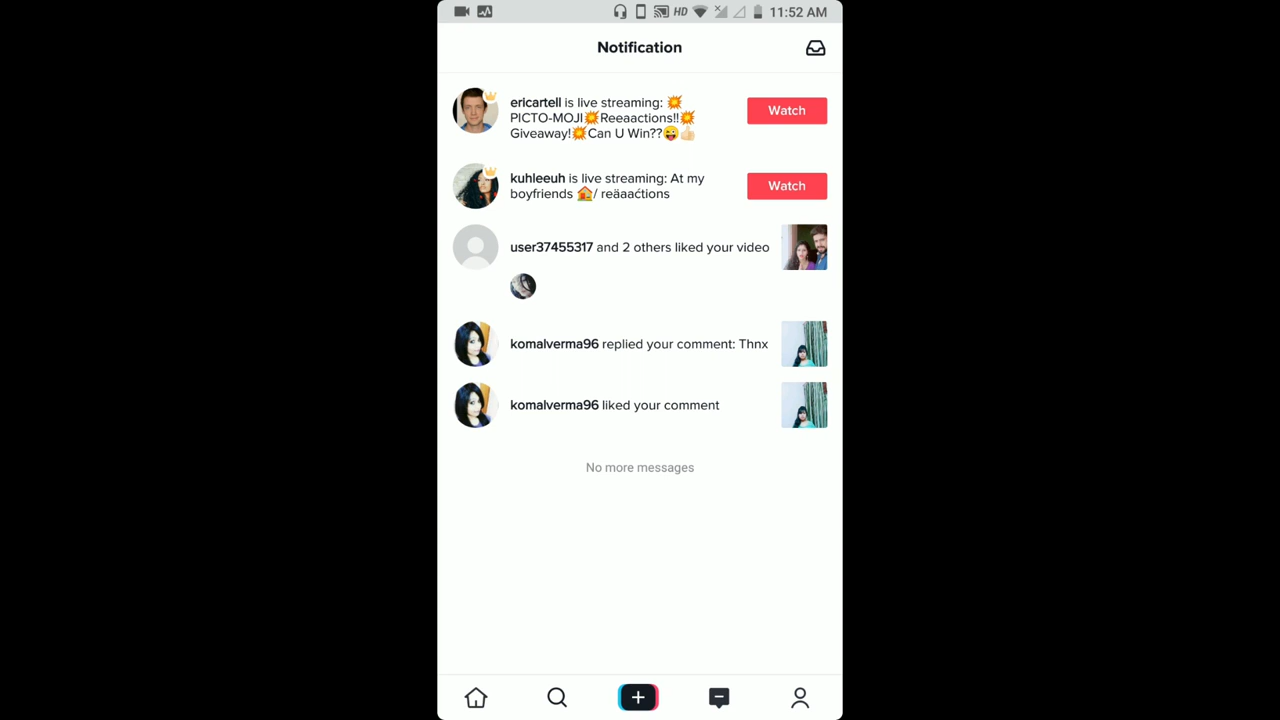 HD 11:52 AM
Notification
ericartell is live streaming: 💥
PICTO-MOJI💥Reeaactions!!💥
Giveaway!💥Can U Win??😜👍🏻
Watch
kuhleeuh is live streaming: At my
boyfriends 🏠/ reäaaćtions
Watch
user37455317 and 2 others liked your video
komalverma96 replied your comment: Thnx
komalverma96 liked your comment
No more messages